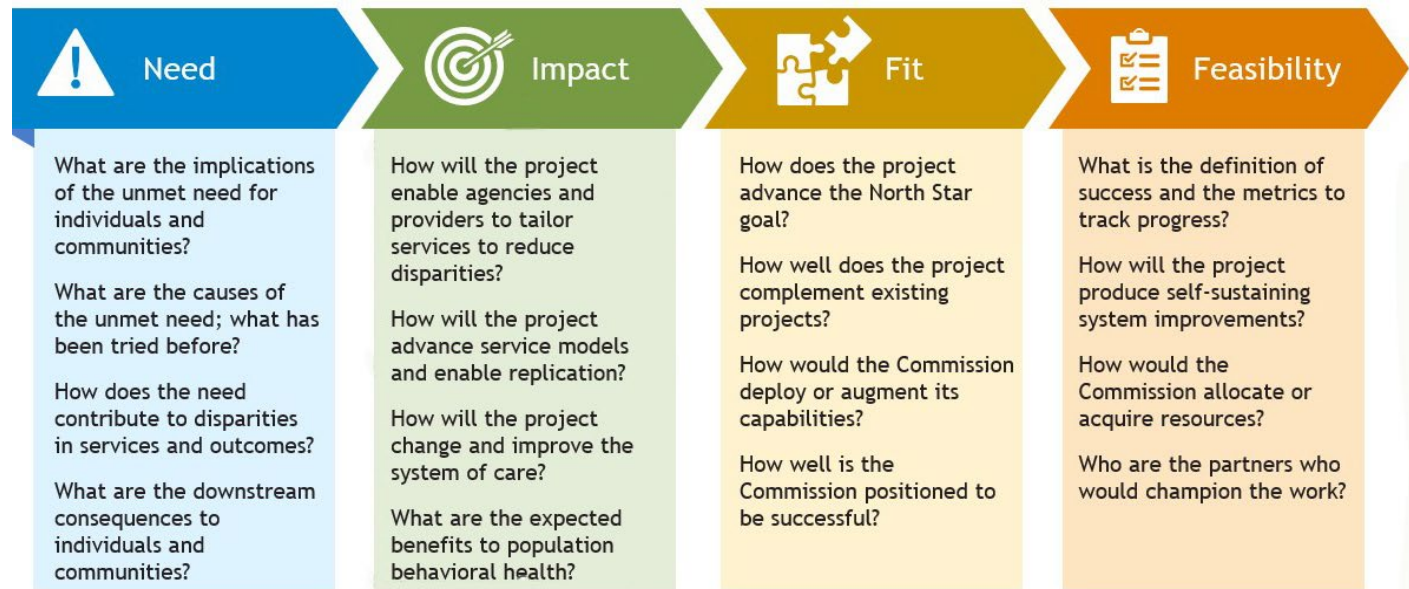 Need
What are the implications
of the unmet need for
individuals and
communities?
What are the causes of
the unmet need; what has
been tried before?
How does the need
contribute to disparities
in services and outcomes?
What are the downstream
consequences to
individuals and
communities?
Impact
How will the project
enable agencies and
providers to tailor
services to reduce
disparities?
How will the project
advance service models
and enable replication?
How will the project
change and improve the
system of care?
What are the expected
benefits to population
behavioral health?
Fit
How does the project
advance the North Star
goal?
How well does the project
complement existing
projects?
How would the Commission
deploy or augment its
capabilities?
How well is the
Commission positioned to
be successful?
Feasibility
What is the definition of
success and the metrics to
track progress?
How will the project
produce self-sustaining
system improvements?
How would the
Commission allocate or
acquire resources?
Who are the partners who
would champion the work?